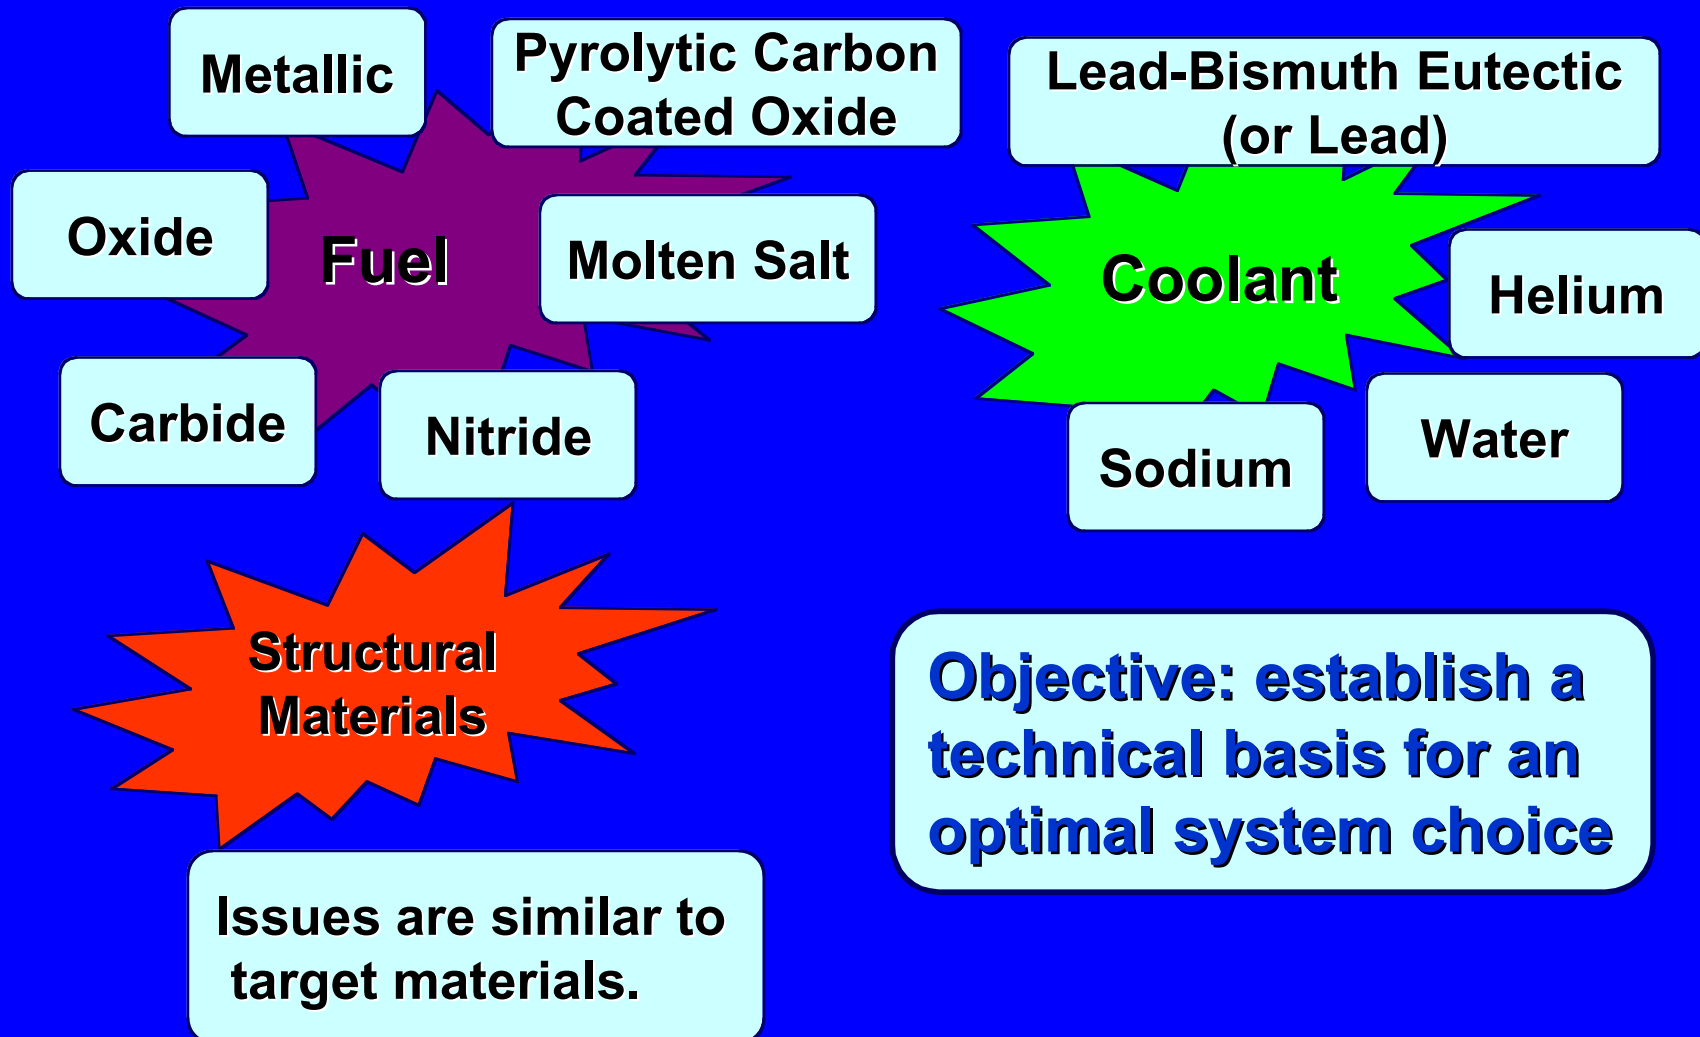 Metallic
Pyrolytic Carbon
Coated Oxide
Oxide
Fuel
Molten Salt
Carbide
Nitride
Lead-Bismuth Eutectic
(or Lead)
Coolant
Helium
Water
Sodium
Structural
Materials
Issues are similar to
target materials.
Objective: establish a
technical basis for an
optimal system choice